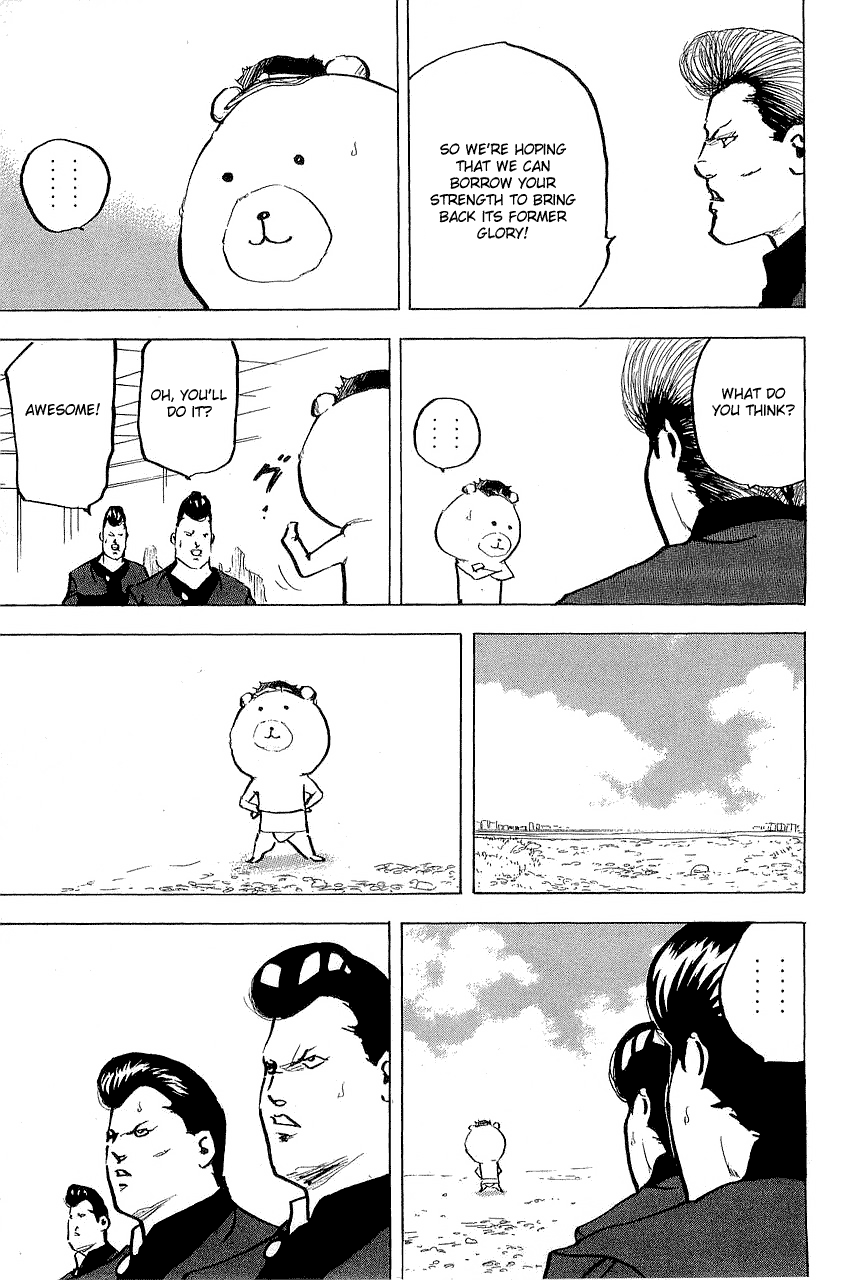 SO WE'RE HOPING
THAT WE CAN
BORROW YOUR
STRENGTH TO BRING
BACK ITS FORMER
GLORY!
......
......
WHAT DO
YOU THINK?
......
......
OH, YOU'LL
DO IT?
AWESOME!
グ!
......
......